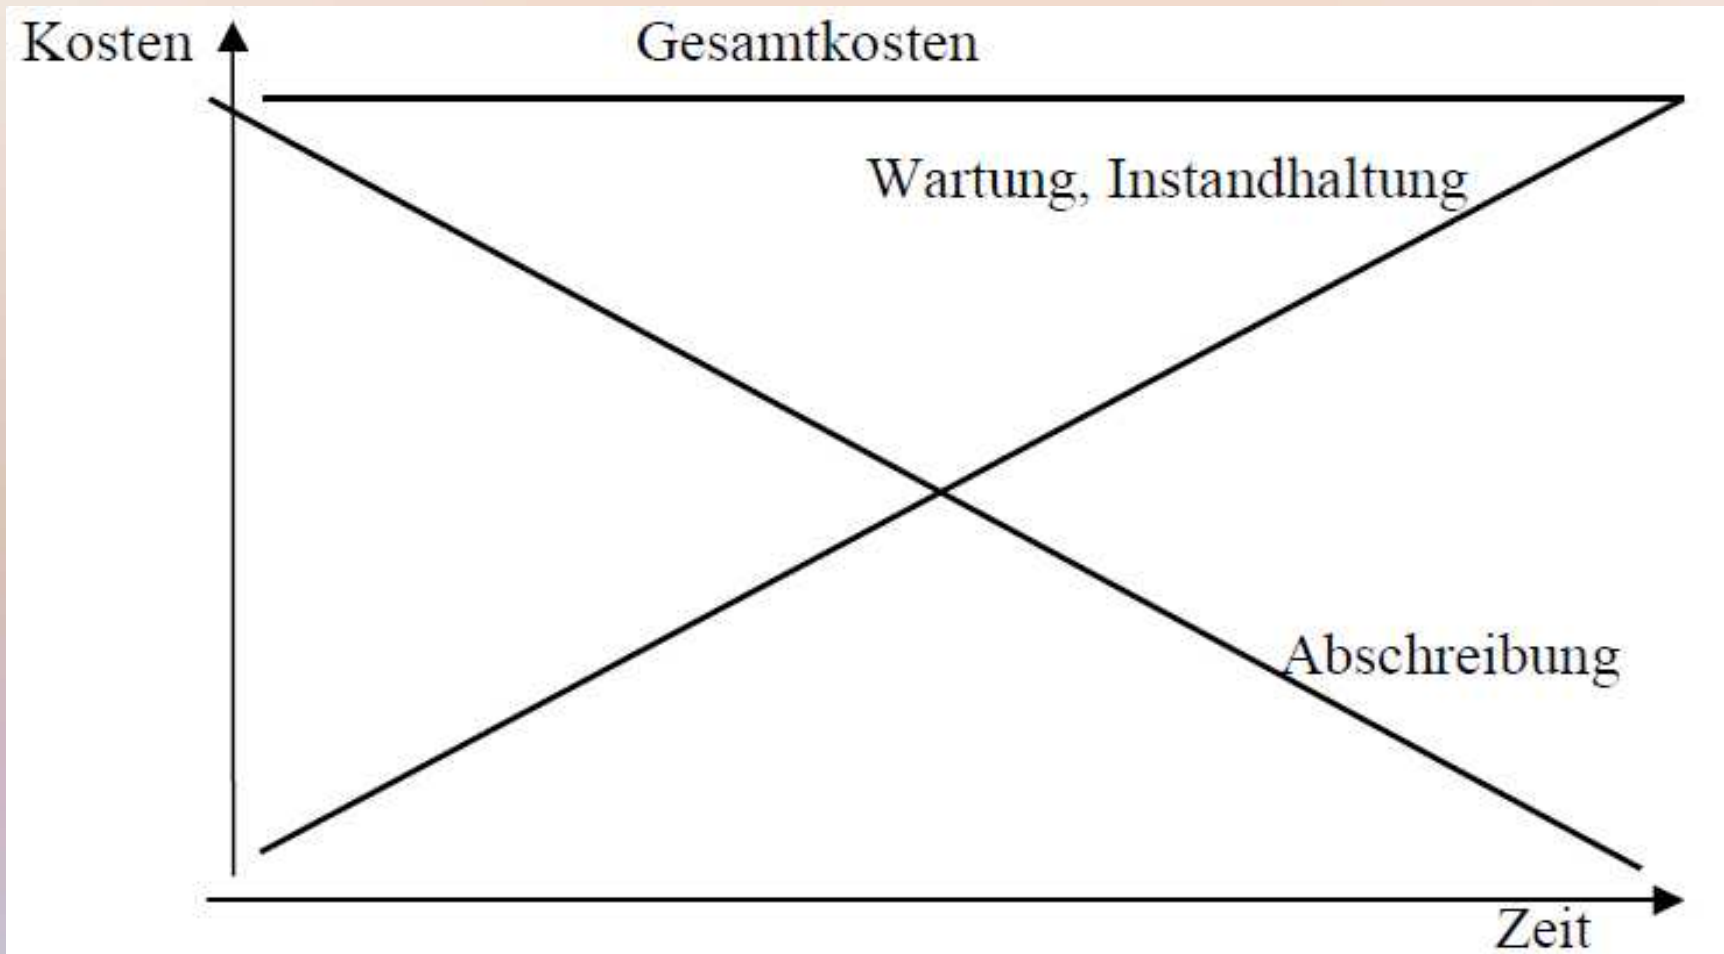 Kosten
Gesamtkosten
Wartung, Instandhaltung
Abschreibung
Zeit